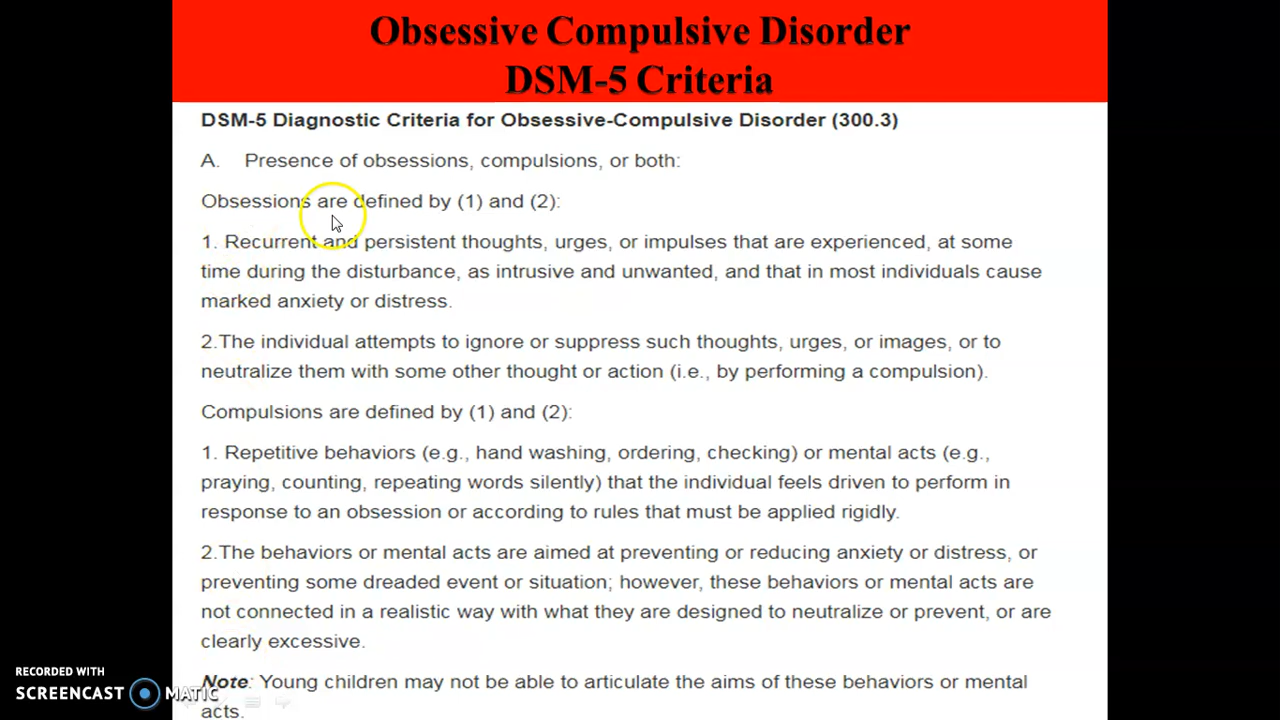 Obsessive Compulsive Disorder
DSM-5 Criteria
DSM-5 Diagnostic Criteria for Obsessive-Compulsive Disorder (300.3)
A. Presence of obsessions, compulsions, or both:
Obsessions are defined by (1) and (2):
1. Recurrent and persistent thoughts, urges, or impulses that are experienced, at some
time during the disturbance, as intrusive and unwanted, and that in most individuals cause
marked anxiety or distress.
2.The individual attempts to ignore or suppress such thoughts, urges, or images, or to
neutralize them with some other thought or action (i.e., by performing a compulsion).
Compulsions are defined by (1) and (2):
1. Repetitive behaviors (e.g., hand washing, ordering, checking) or mental acts (e.g.,
praying, counting, repeating words silently) that the individual feels driven to perform in
response to an obsession or according to rules that must be applied rigidly.
2.The behaviors or mental acts are aimed at preventing or reducing anxiety or distress, or
preventing some dreaded event or situation; however, these behaviors or mental acts are
not connected in a realistic way with what they are designed to neutralize or prevent, or are
clearly excessive.
Note: Young children may not be able to articulate the aims of these behaviors or mental
acts.
RECORDED WITH
SCREENCAST MATIC